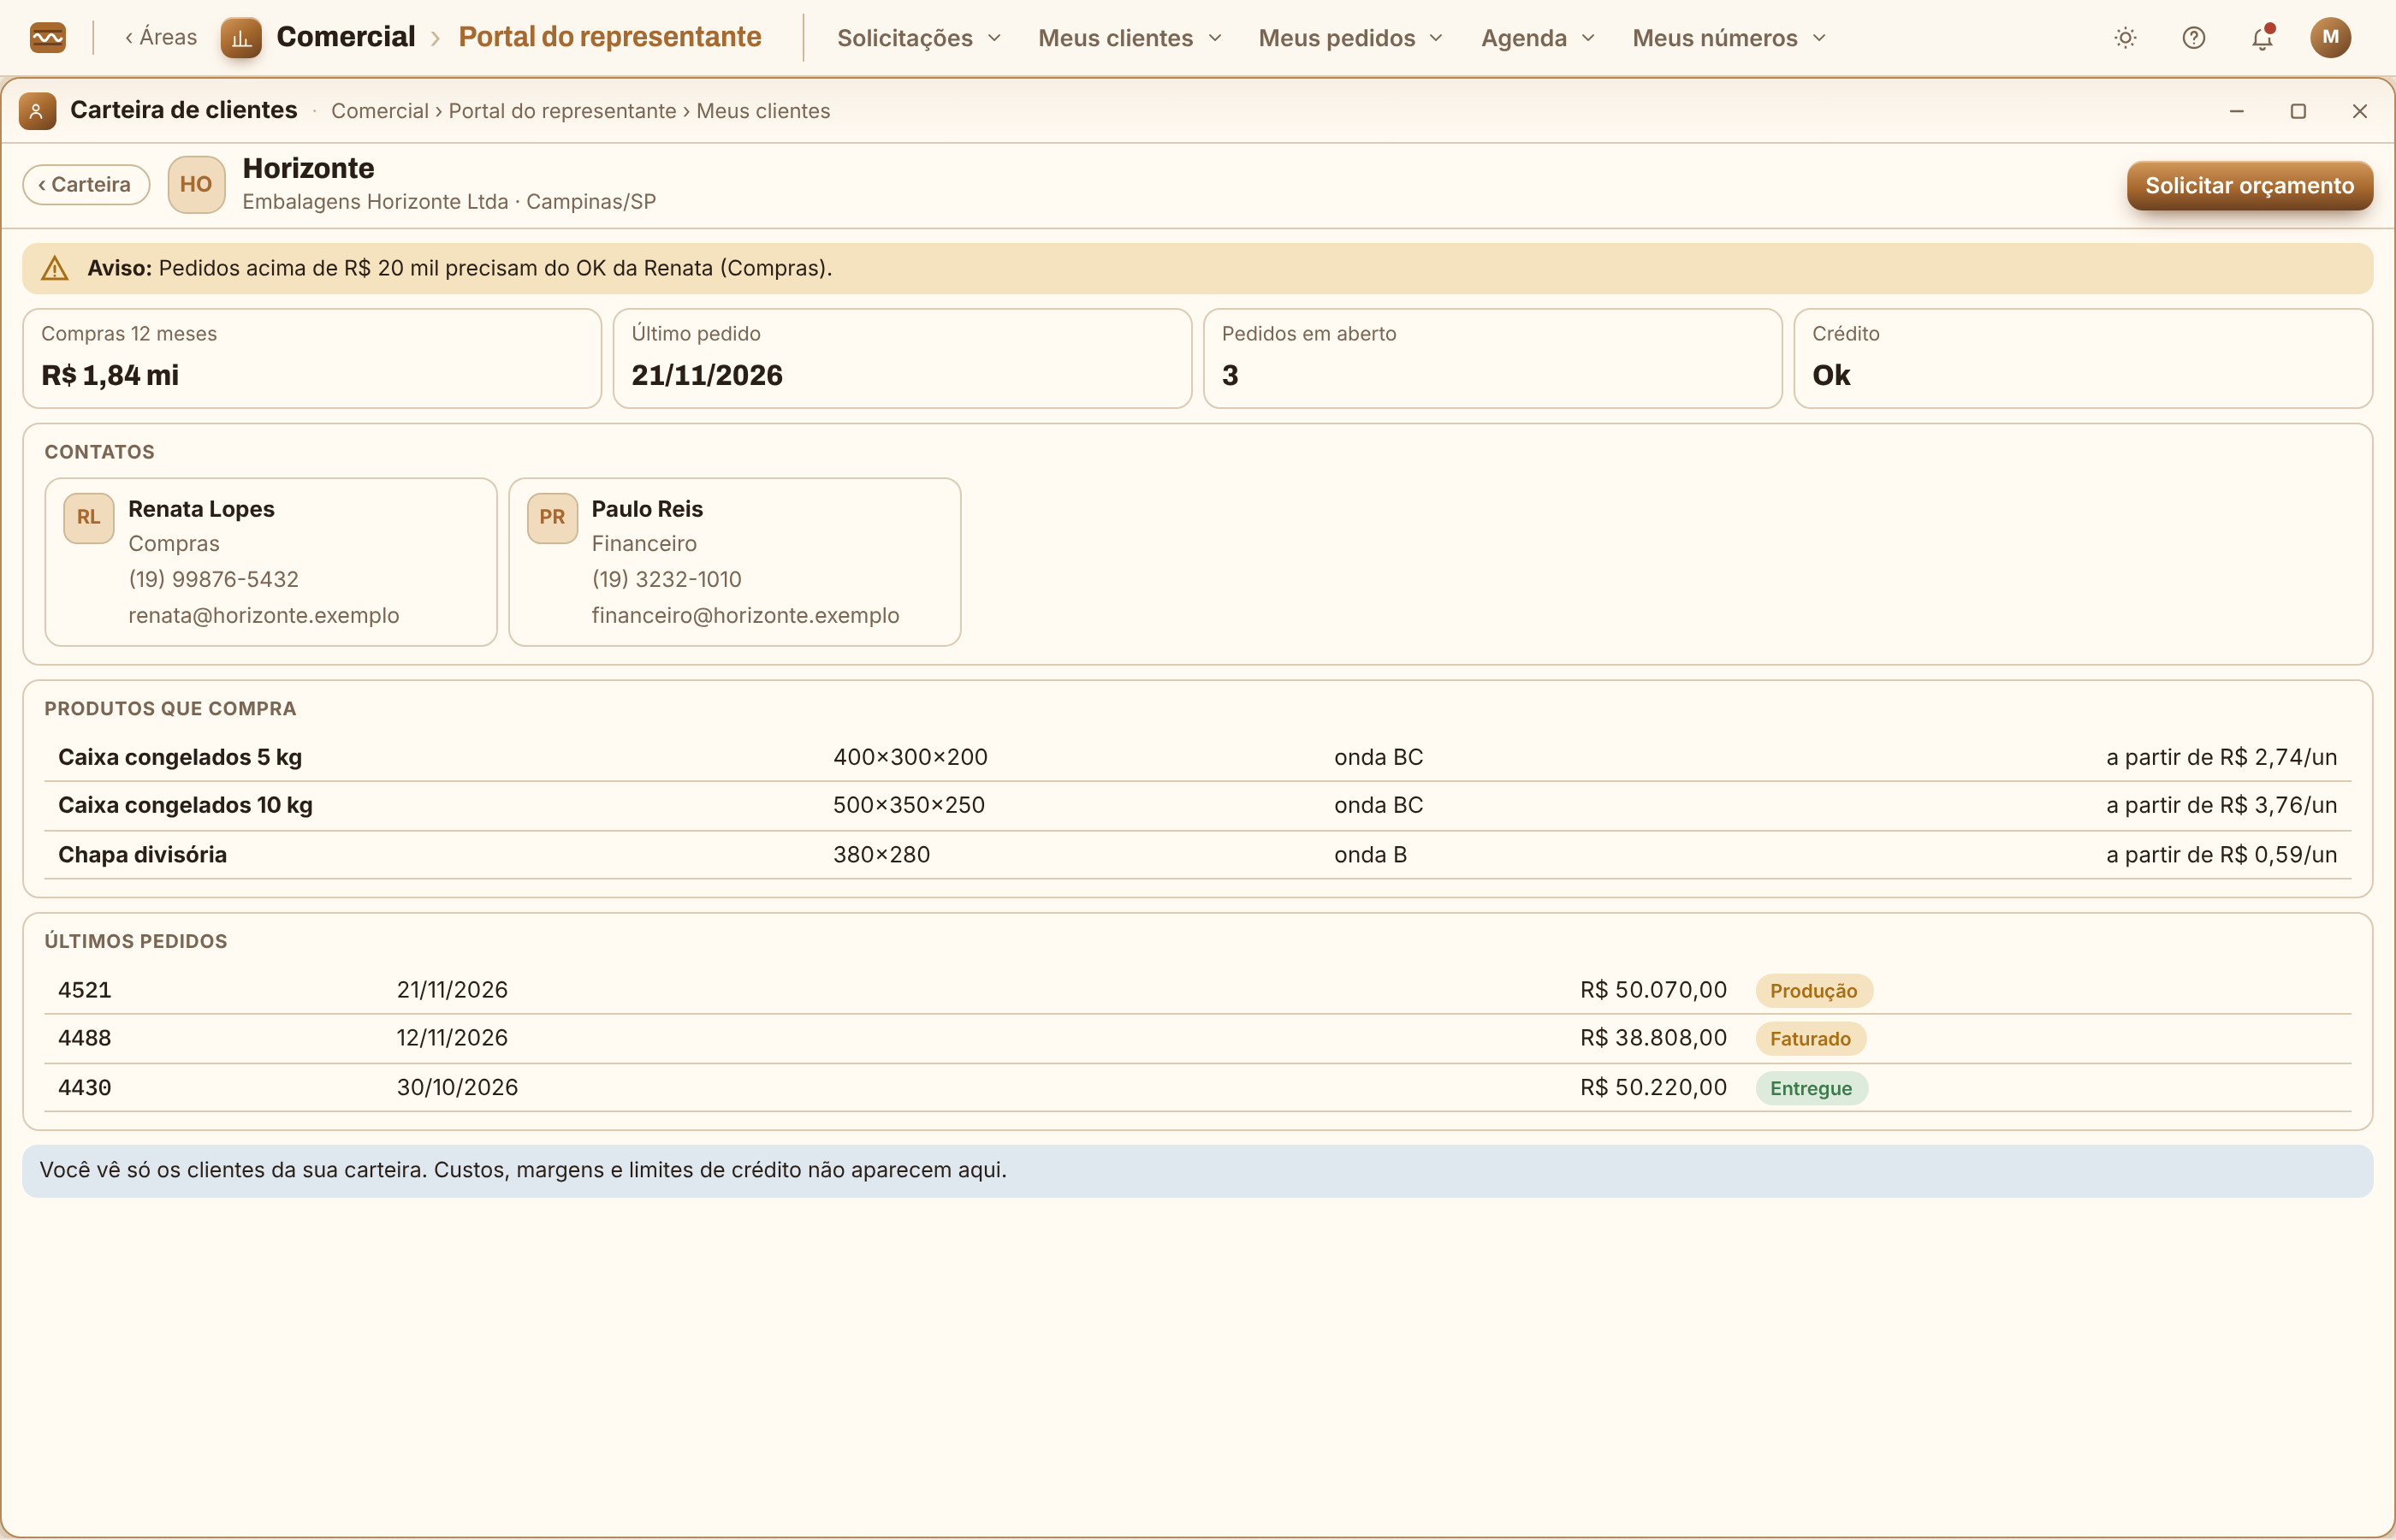 ‹ Áreas Comercial › Portal do representante Solicitações Meus clientes Meus pedidos Agenda Meus números M
Carteira de clientes · Comercial › Portal do representante › Meus clientes
‹ Carteira HO Horizonte
Embalagens Horizonte Ltda · Campinas/SP
Solicitar orçamento
Aviso: Pedidos acima de R$ 20 mil precisam do OK da Renata (Compras).
Compras 12 meses
R$ 1,84 mi
Último pedido
21/11/2026
Pedidos em aberto
3
Crédito
Ok
CONTATOS
RL Renata Lopes
Compras
(19) 99876-5432
renata@horizonte.exemplo
PR Paulo Reis
Financeiro
(19) 3232-1010
financeiro@horizonte.exemplo
PRODUTOS QUE COMPRA
Caixa congelados 5 kg 400×300×200 onda BC a partir de R$ 2,74/un
Caixa congelados 10 kg 500×350×250 onda BC a partir de R$ 3,76/un
Chapa divisória 380×280 onda B a partir de R$ 0,59/un
ÚLTIMOS PEDIDOS
4521 21/11/2026 R$ 50.070,00 Produção
4488 12/11/2026 R$ 38.808,00 Faturado
4430 30/10/2026 R$ 50.220,00 Entregue
Você vê só os clientes da sua carteira. Custos, margens e limites de crédito não aparecem aqui.